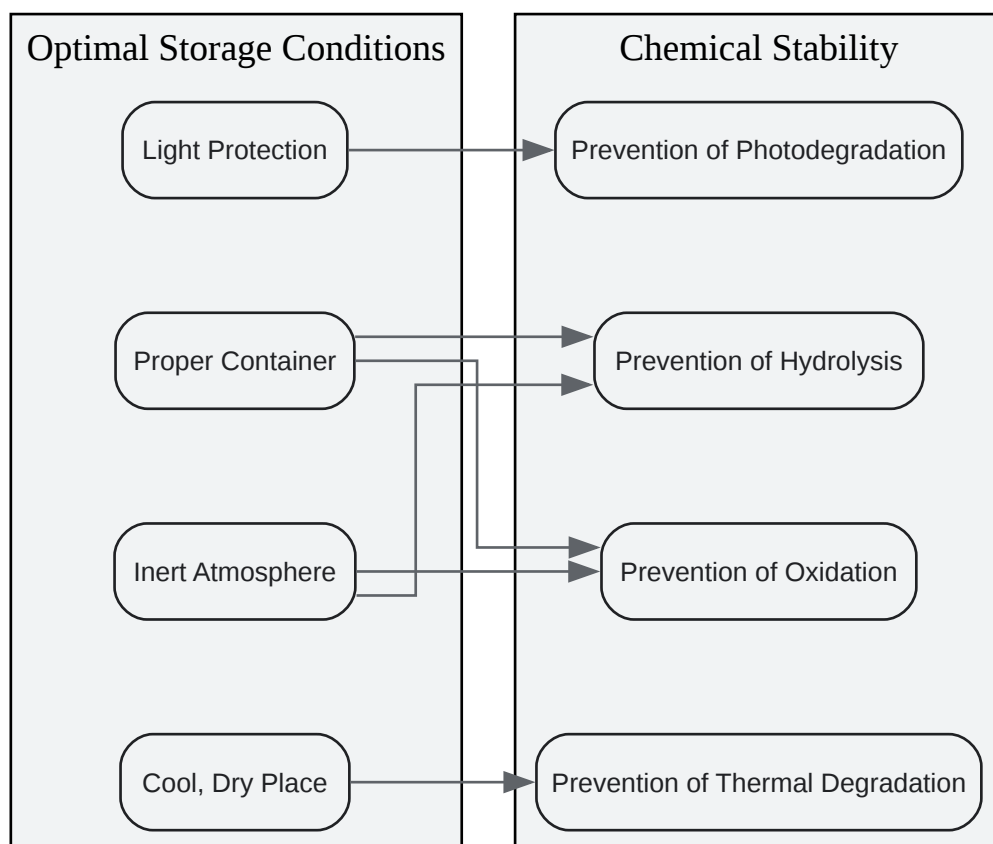 Optimal Storage Conditions
Chemical Stability
Light Protection
Prevention of Photodegradation
Proper Container
Prevention of Hydrolysis
Inert Atmosphere
Prevention of Oxidation
Cool, Dry Place
Prevention of Thermal Degradation